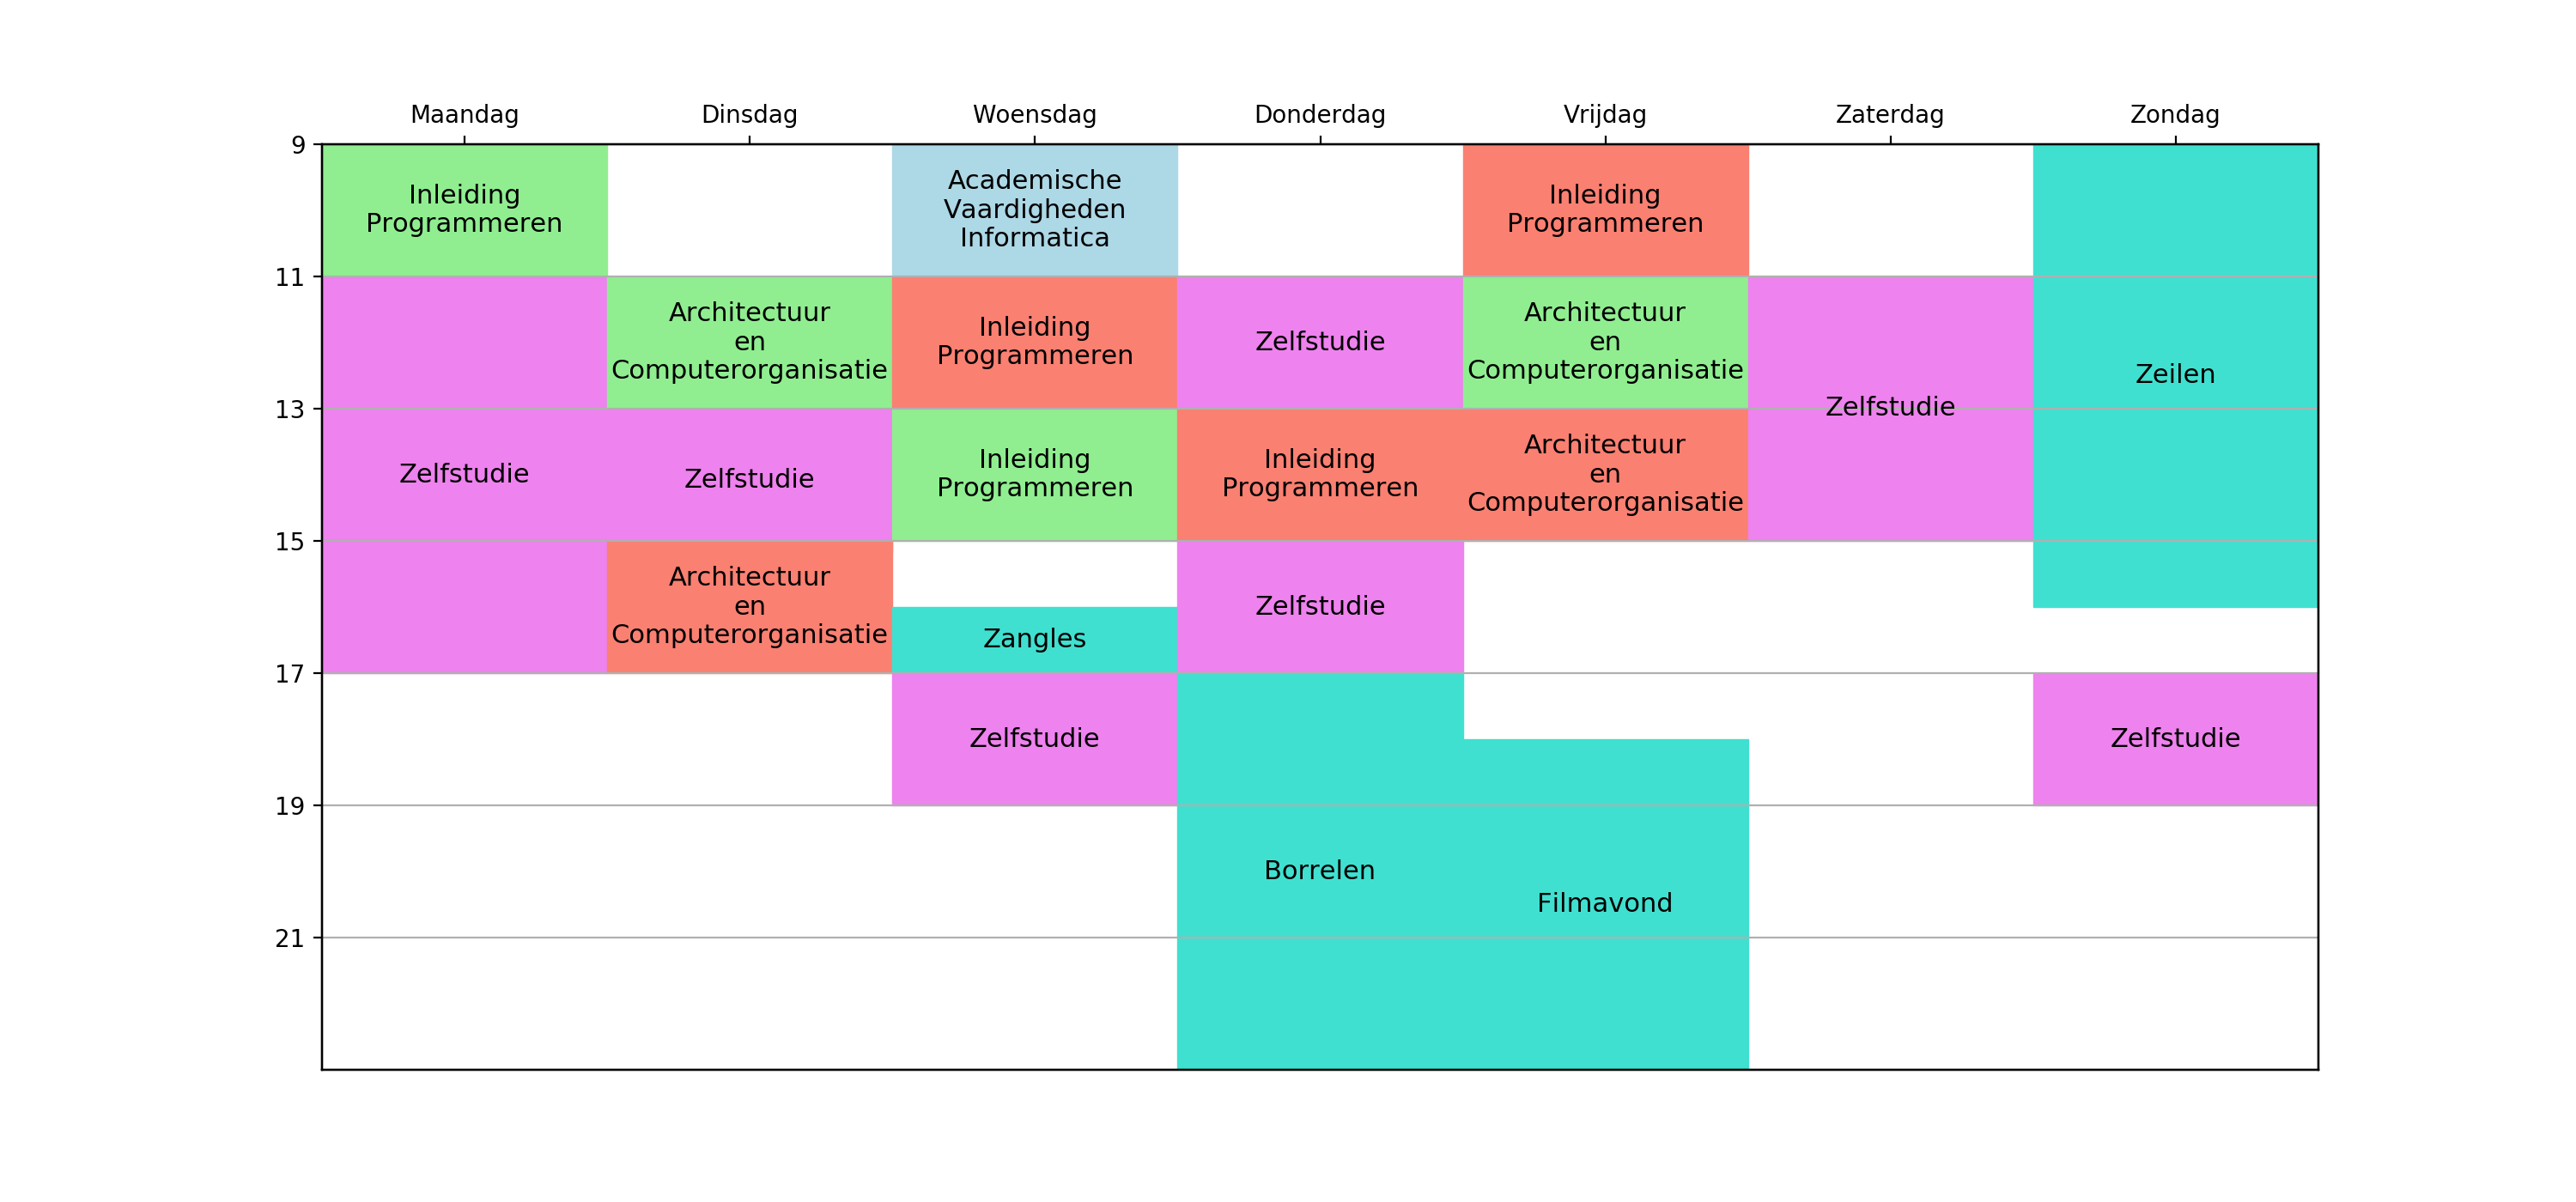 Maandag Dinsdag Woensdag Donderdag Vrijdag Zaterdag Zondag
9
Inleiding
Programmeren
Academische
Vaardigheden
Informatica
Inleiding
Programmeren
11
Architectuur
en
Computerorganisatie
Inleiding
Programmeren
Zelfstudie
Architectuur
en
Computerorganisatie
Zelfstudie
Zeilen
13
Zelfstudie
Zelfstudie
Inleiding
Programmeren
Inleiding
Programmeren
Architectuur
en
Computerorganisatie
15
Architectuur
en
Computerorganisatie
Zangles
Zelfstudie
17
Zelfstudie
Zelfstudie
19
Borrelen
Filmavond
21